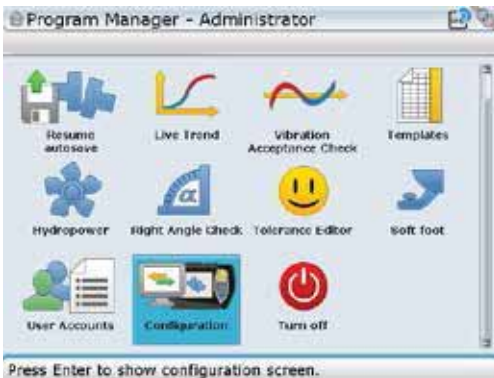 Program Manager - Administrator
Resume autosave
Live Trend
Vibration Acceptance Check
Templates
Hydropower
Right Angle Check
Tolerance Editor
Soft foot
User Accounts
Configuration
Turn off
Press Enter to show configuration screen.